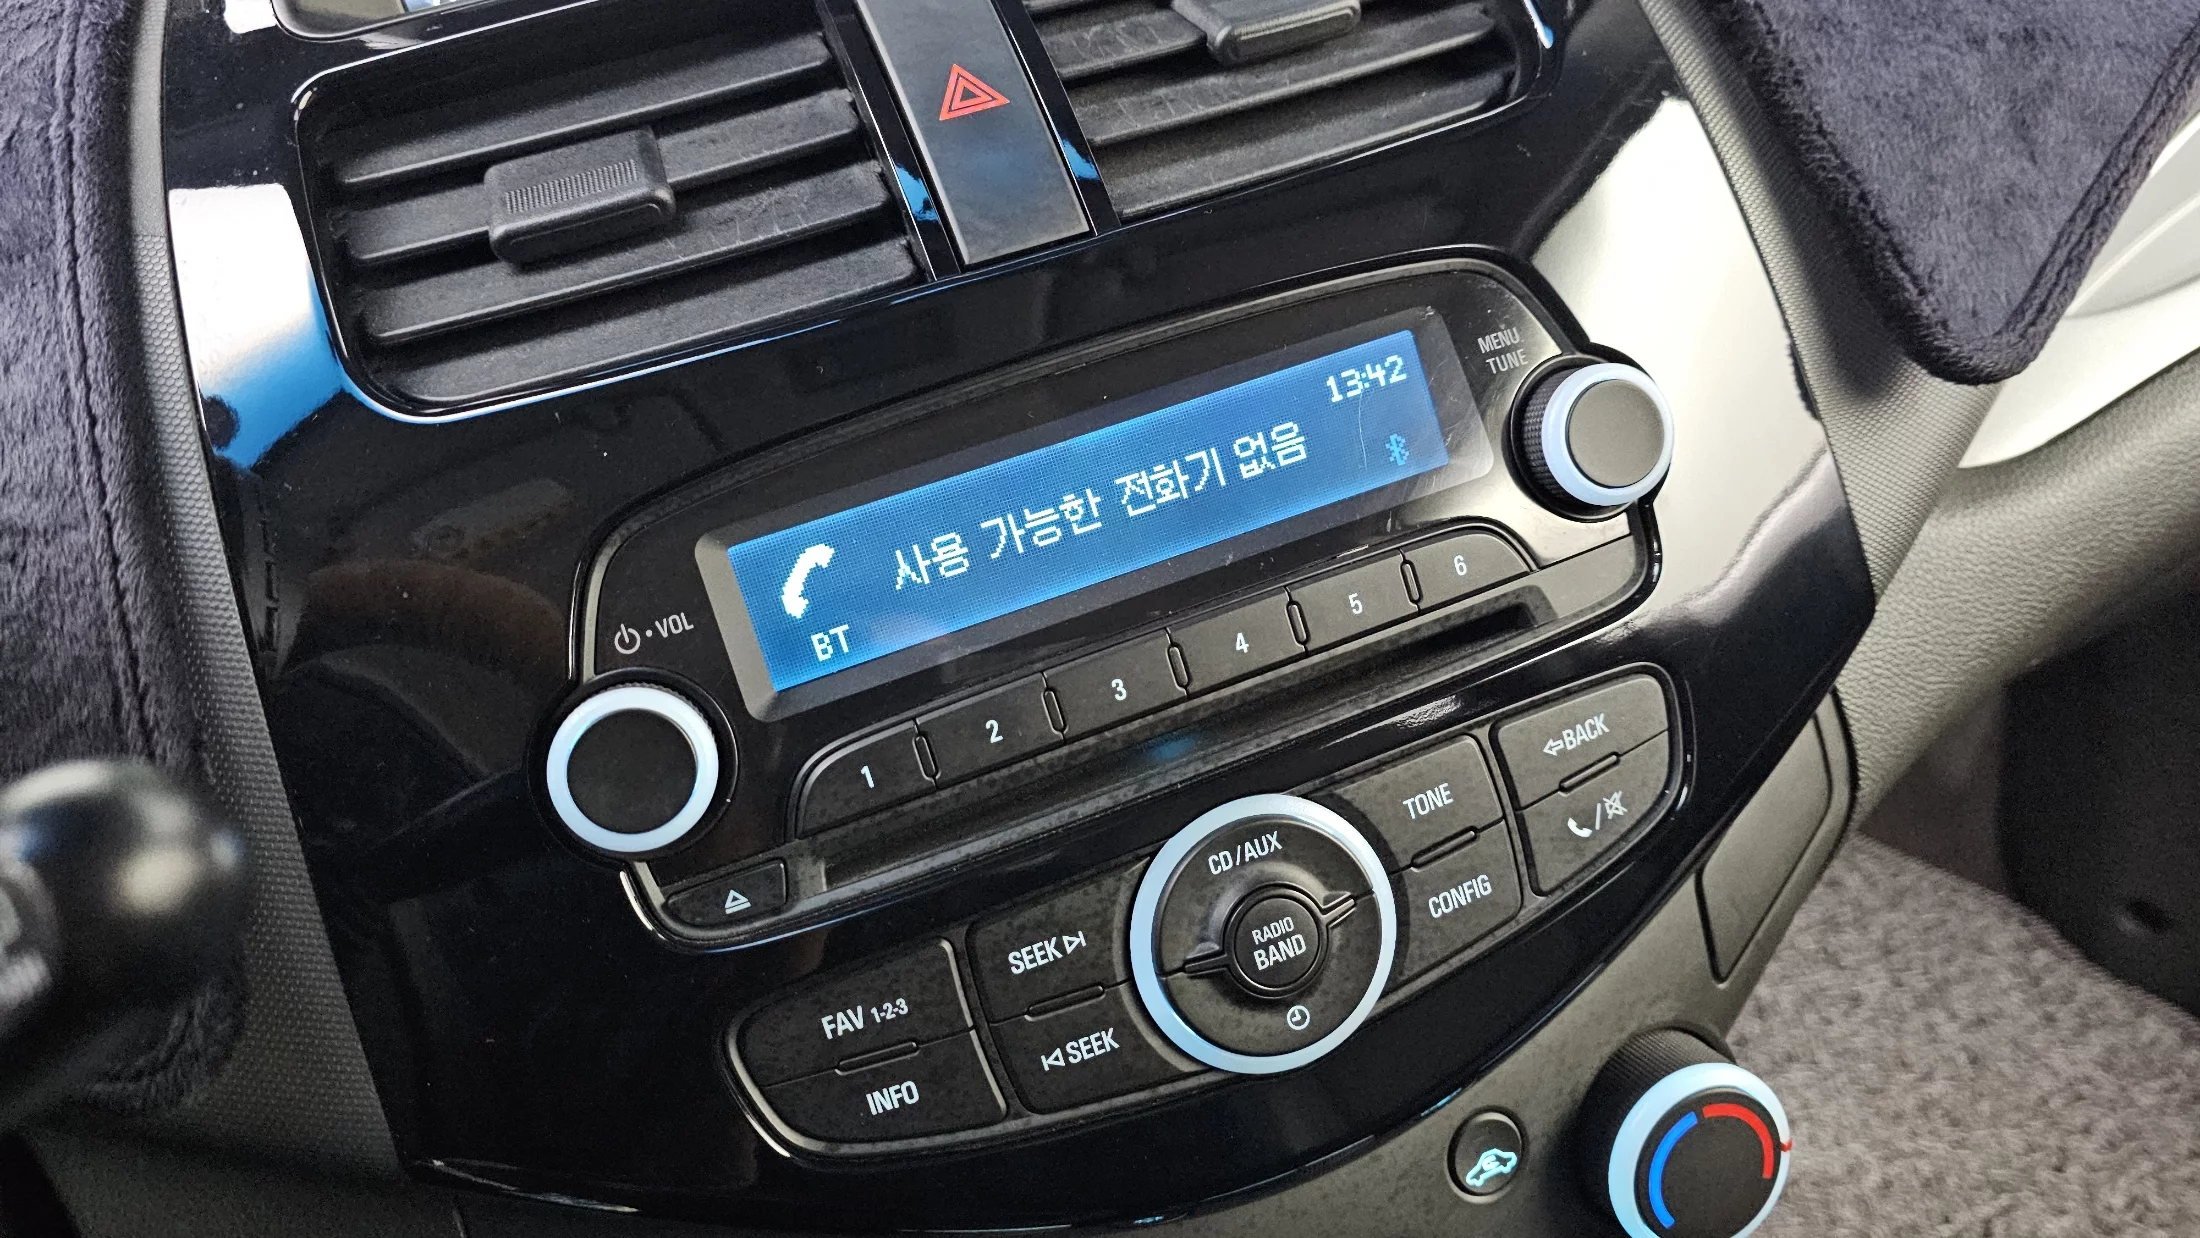 MENU
TUNE
13:42
사용 가능한 전화기 없음
BT
VOL
1
2
3
4
5
6
BACK
TONE
CD/AUX
CONFIG
RADIO
BAND
SEEK
FAV 1-2-3
SEEK
INFO